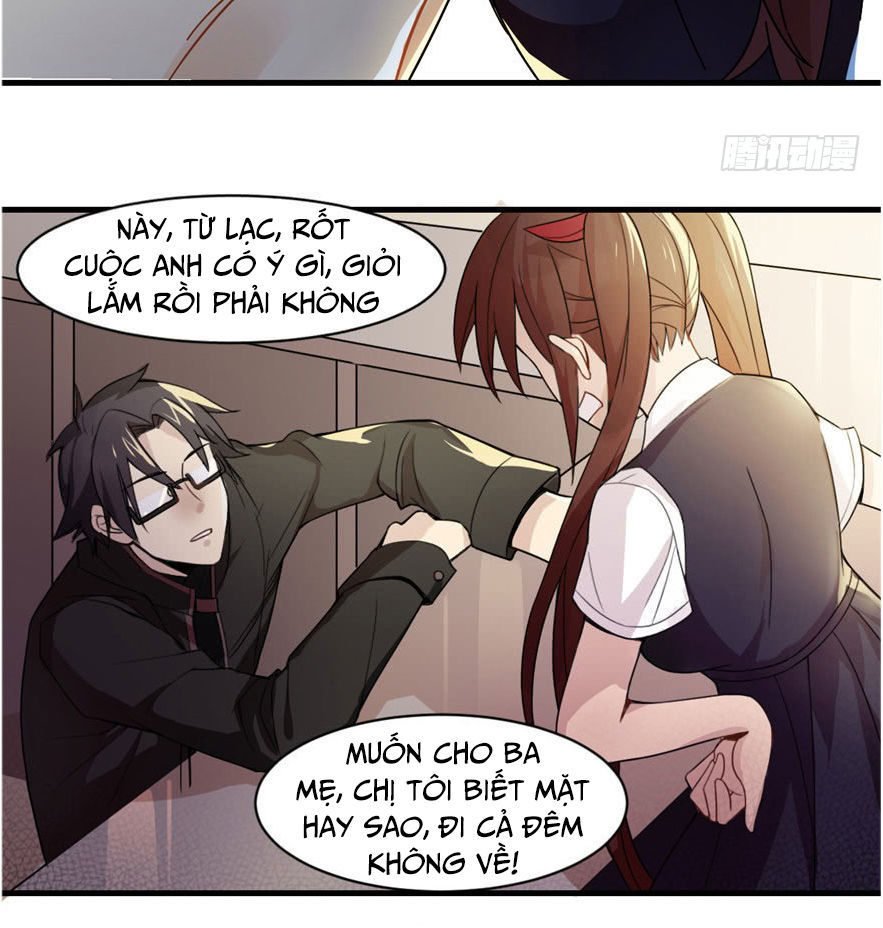 腾讯动漫
NÀY, TỪ LẠC, RỐT
CUỘC ANH CÓ Ý GÌ, GIỎI
LẮM RỒI PHẢI KHÔNG
MUỐN CHO BA
MẸ, CHỊ TÔI BIẾT MẶT
HAY SAO, ĐI CẢ ĐÊM
KHÔNG VỀ!